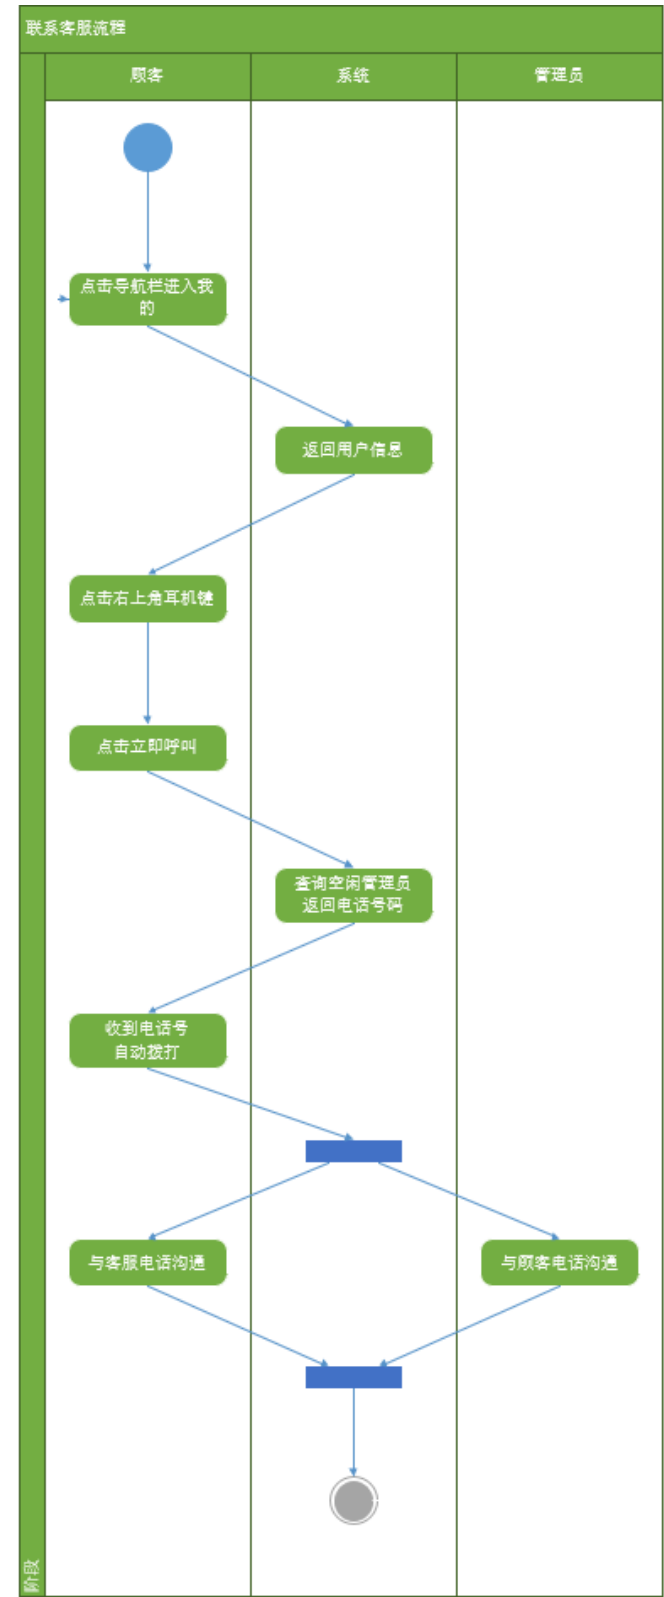 联系客服流程
顾客
系统
管理员
点击导航栏进入我
的
返回用户信息
点击右上角耳机键
点击立即呼叫
查询空闲管理员
返回电话号码
收到电话号
自动拨打
与客服电话沟通
与顾客电话沟通
阶段